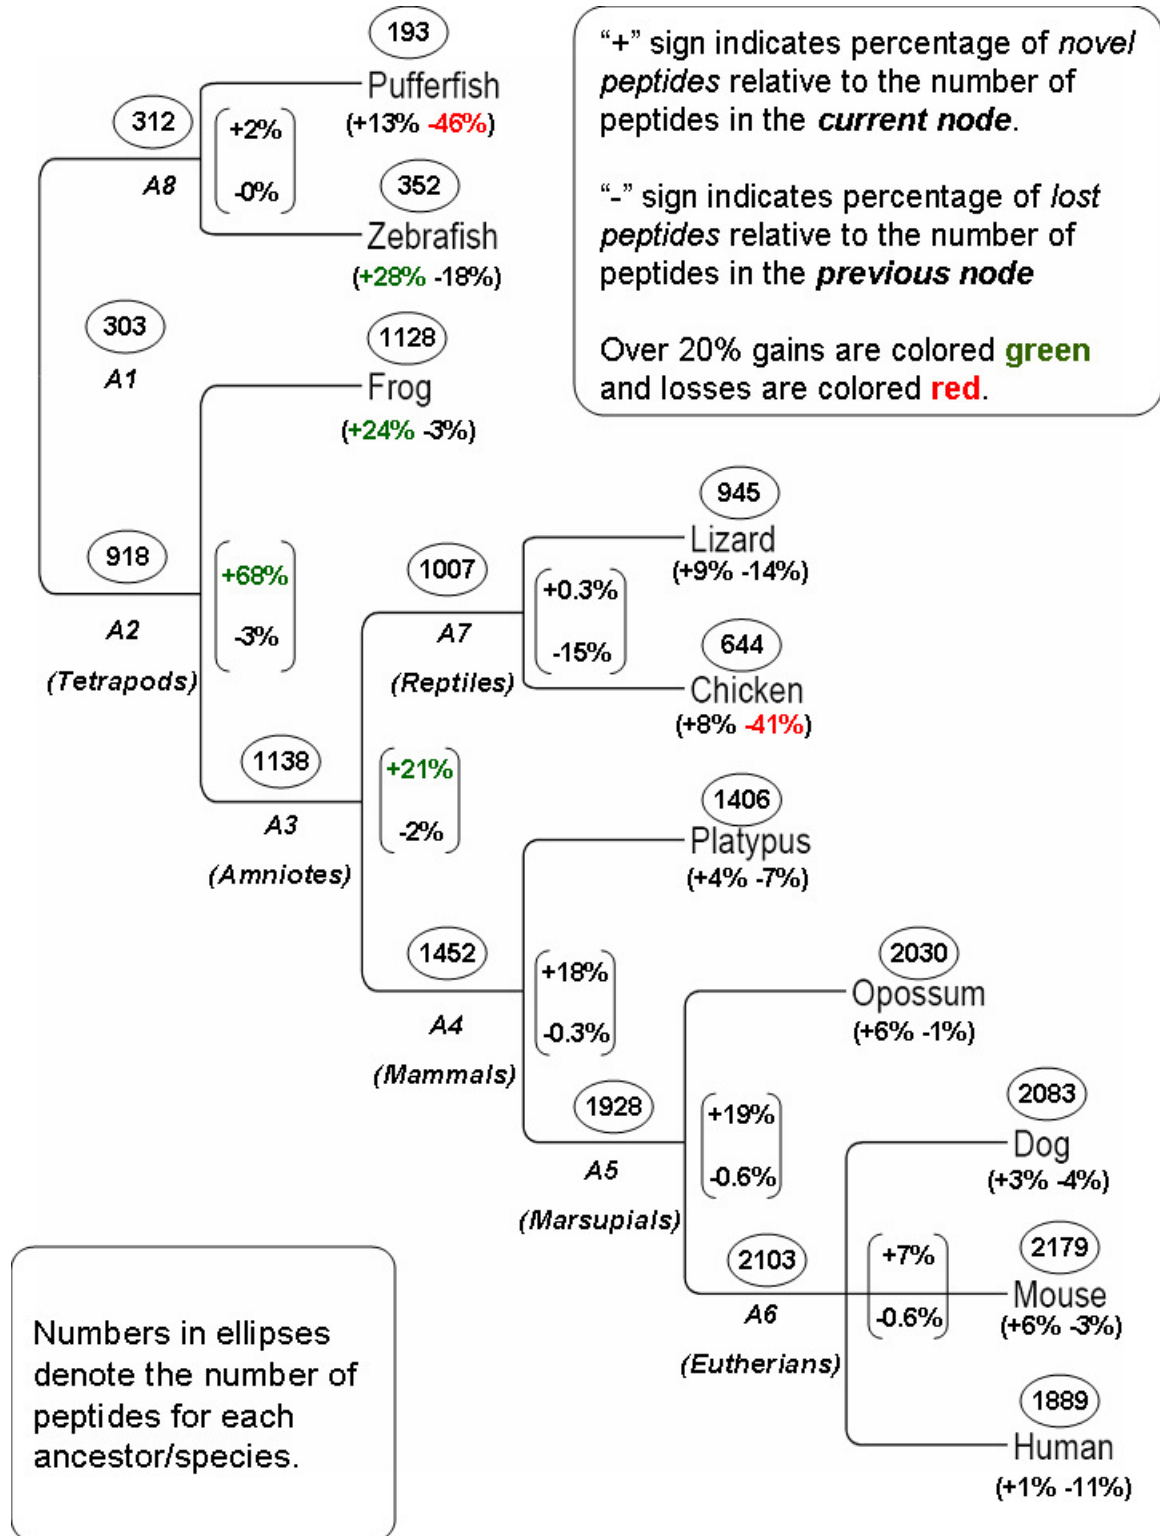 193
Pufferfish
(+13% -46%)
312
A8
+2%
-0%
352
Zebrafish
(+28% -18%)
303
A1
1128
Frog
(+24% -3%)
918
A2
(Tetrapods)
+68%
-3%
945
Lizard
(+9% -14%)
1007
A7
(Reptiles)
+0.3%
-15%
644
Chicken
(+8% -41%)
1138
A3
(Amniotes)
+21%
-2%
1406
Platypus
(+4% -7%)
1452
A4
(Mammals)
+18%
-0.3%
2030
Opossum
(+6% -1%)
1928
A5
(Marsupials)
+19%
-0.6%
2083
Dog
(+3% -4%)
2103
A6
(Eutherians)
+7%
-0.6%
2179
Mouse
(+6% -3%)
1889
Human
(+1% -11%)
“+” sign indicates percentage of novel
peptides relative to the number of
peptides in the current node.
“-” sign indicates percentage of lost
peptides relative to the number of
peptides in the previous node
Over 20% gains are colored green
and losses are colored red.
Numbers in ellipses
denote the number of
peptides for each
ancestor/species.